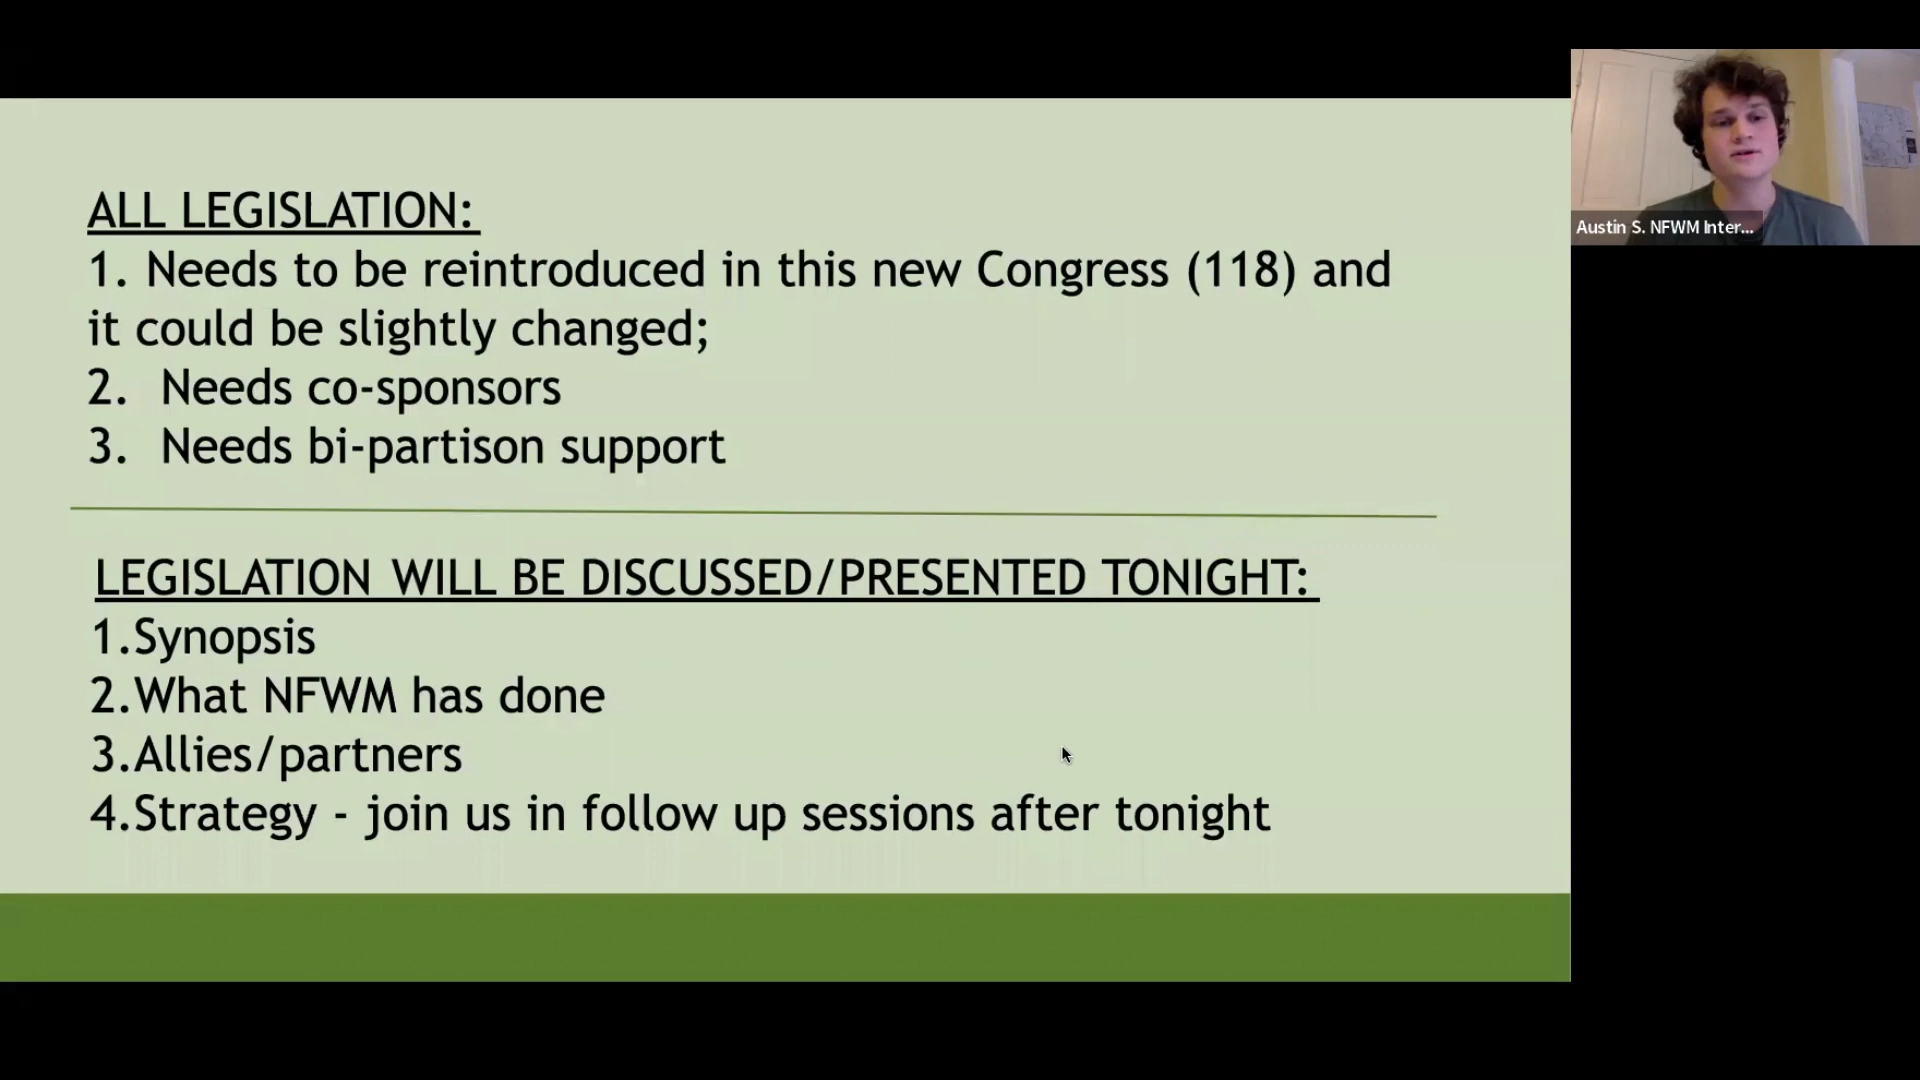 ALL LEGISLATION:
1. Needs to be reintroduced in this new Congress (118) and
it could be slightly changed;
2. Needs co-sponsors
3. Needs bi-partison support
LEGISLATION WILL BE DISCUSSED/PRESENTED TONIGHT:
1.Synopsis
2.What NFWM has done
3.Allies/partners
4.Strategy - join us in follow up sessions after tonight
Austin S. NFWM Inter...